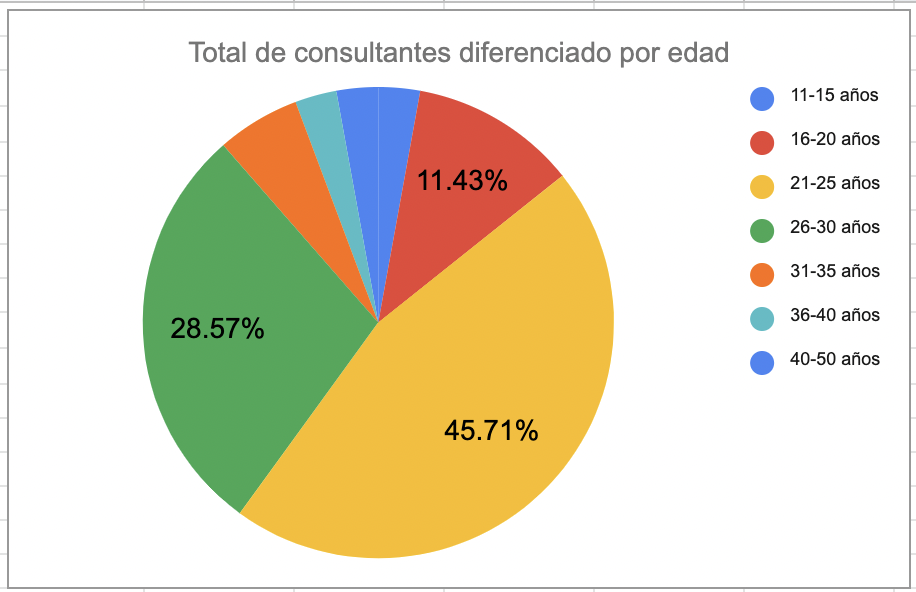 Total de consultantes diferenciado por edad
11-15 años
16-20 años
21-25 años
26-30 años
31-35 años
36-40 años
40-50 años
11.43%
28.57%
45.71%